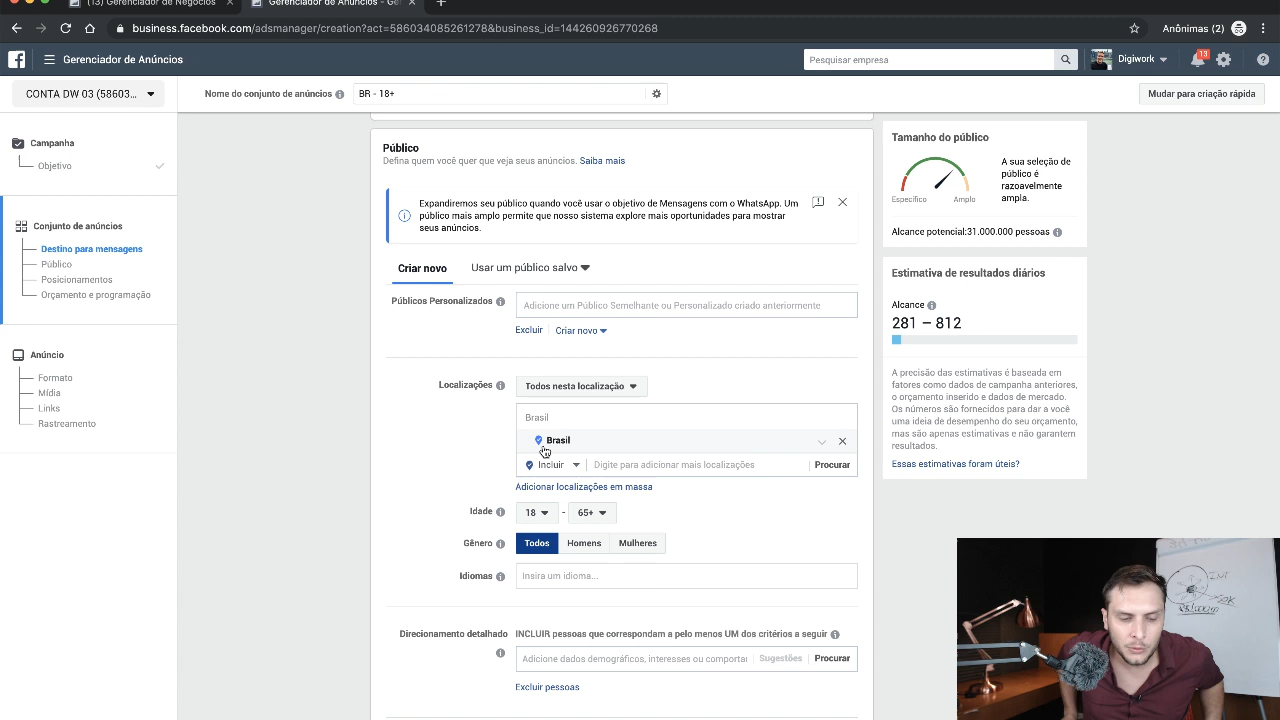 (13) Gerenciador de Negócios
Gerenciador de Anúncios - Ge
business.facebook.com/adsmanager/creation?act=586034085261278&business_id=144260926770268
Anônimas (2)
Gerenciador de Anúncios
Pesquisar empresa
Digiwork
13
CONTA DW 03 (58603...
Nome do conjunto de anúncios
BR - 18+
Mudar para criação rápida
Campanha
Objetivo
Conjunto de anúncios
Destino para mensagens
Público
Posicionamentos
Orçamento e programação
Anúncio
Formato
Mídia
Links
Rastreamento
Público
Defina quem você quer que veja seus anúncios. Saiba mais
Expandiremos seu público quando você usar o objetivo de Mensagens com o WhatsApp. Um
público mais amplo permite que nosso sistema explore mais oportunidades para mostrar
seus anúncios.
Criar novo
Usar um público salvo
Públicos Personalizados
Adicione um Público Semelhante ou Personalizado criado anteriormente
Excluir
Criar novo
Localizações
Todos nesta localização
Brasil
Brasil
Incluir
Digite para adicionar mais localizações
Procurar
Adicionar localizações em massa
Idade
18
-
65+
Gênero
Todos
Homens
Mulheres
Idiomas
Insira um idioma...
Direcionamento detalhado
INCLUIR pessoas que correspondam a pelo menos UM dos critérios a seguir
Adicione dados demográficos, interesses ou comportar
Sugestões
Procurar
Excluir pessoas
Tamanho do público
Específico
Amplo
A sua seleção de
público é
razoavelmente
ampla.
Alcance potencial:31.000.000 pessoas
Estimativa de resultados diários
Alcance
281 – 812
A precisão das estimativas é baseada em
fatores como dados de campanha anteriores,
o orçamento inserido e dados de mercado.
Os números são fornecidos para dar a você
uma ideia de desempenho do seu orçamento,
mas são apenas estimativas e não garantem
resultados.
Essas estimativas foram úteis?